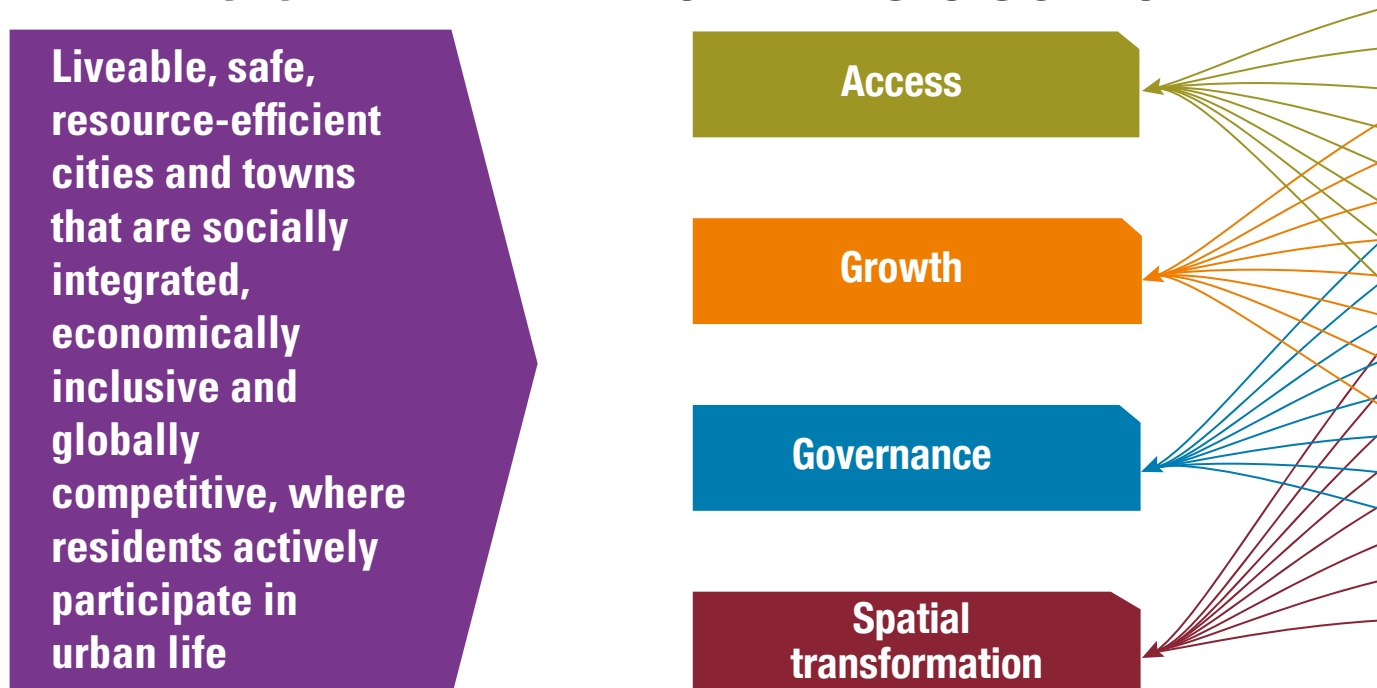 Liveable, safe,
resource-efficient
cities and towns
that are socially
integrated,
economically
inclusive and
globally
competitive, where
residents actively
participate in
urban life
Access
Growth
Governance
Spatial
transformation